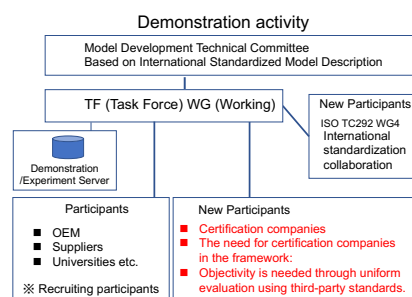 Demonstration activity
Model Development Technical Committee
Based on International Standardized Model Description
TF (Task Force) WG (Working)
New Participants
ISO TC292 WG4
International
standardization
collaboration
Demonstration
/Experiment Server
Participants
■ OEM
■ Suppliers
■ Universities etc.
※ Recruiting participants
New Participants
■ Certification companies
■ The need for certification companies
in the framework:
■ Objectivity is needed through uniform
evaluation using third-party standards.